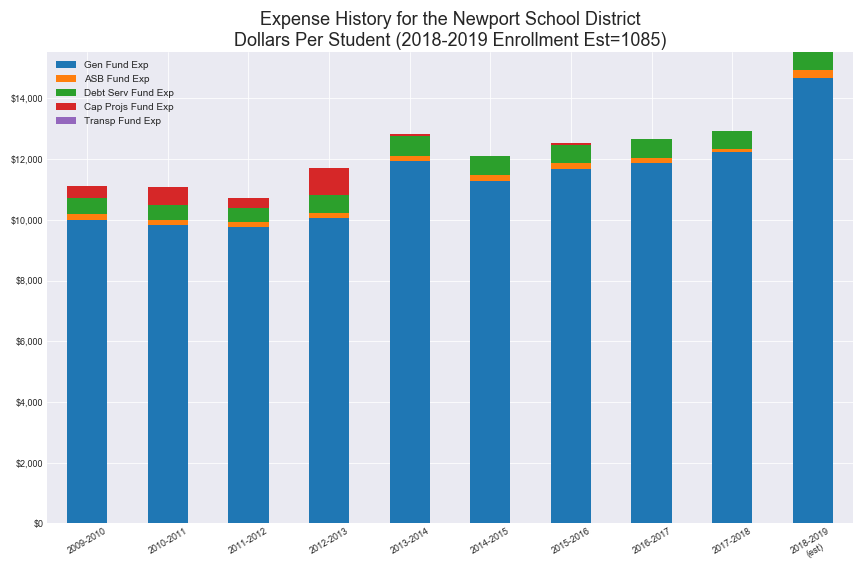 Expense History for the Newport School District
Dollars Per Student (2018-2019 Enrollment Est=1085)
Gen Fund Exp
ASB Fund Exp
Debt Serv Fund Exp
Cap Projs Fund Exp
Transp Fund Exp
$14,000
$12,000
$10,000
$8,000
$6,000
$4,000
$2,000
$0
2009-2010
2010-2011
2011-2012
2012-2013
2013-2014
2014-2015
2015-2016
2016-2017
2017-2018
2018-2019
(est)